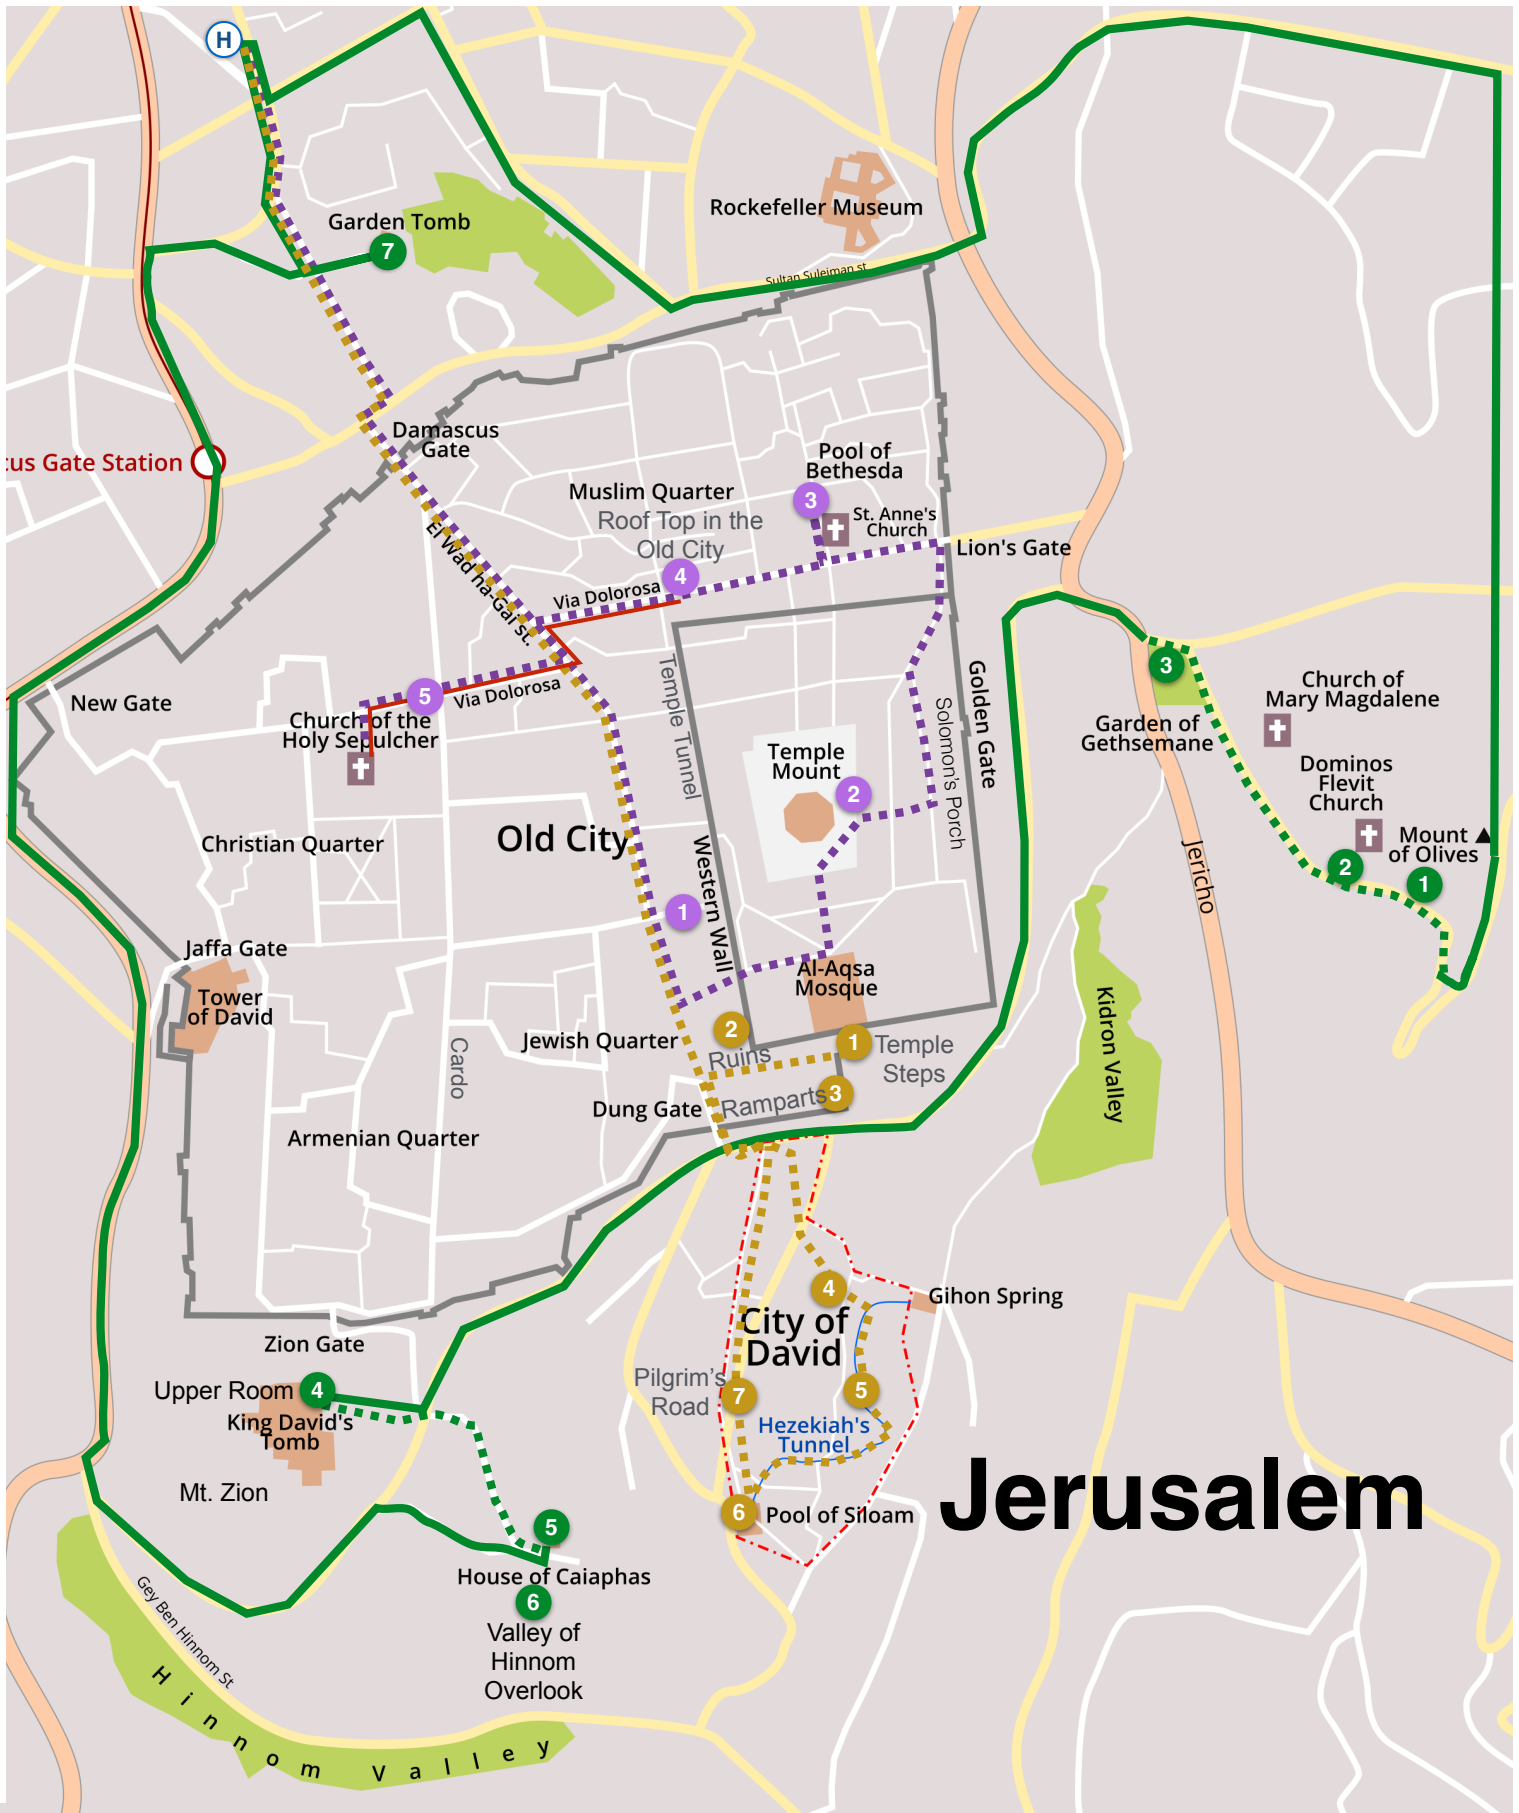 H
Garden Tomb
7
Rockefeller Museum
Sultan Suleiman st
Damascus
Gate
cus Gate Station
Muslim Quarter
Roof Top in the
Old City
Pool of
Bethesda
3
St. Anne's
Church
Lion's Gate
4
Via Dolorosa
El Wad ha-Gai st.
5
Via Dolorosa
New Gate
Church of the
Holy Sepulcher
Temple Tunnel
Golden Gate
Solomon's Porch
3
Garden of
Gethsemane
Church of
Mary Magdalene
Dominos
Flevit
Church
Mount
of Olives
2
1
Temple
Mount
2
Old City
Christian Quarter
Western Wall
1
Jericho
Jaffa Gate
Tower
of David
Al-Aqsa
Mosque
Kidron Valley
Jewish Quarter
Cardo
2
Ruins
1
Temple
Steps
Dung Gate
Ramparts
3
Armenian Quarter
4
City of
David
Gihon Spring
Zion Gate
Upper Room
4
King David's
Tomb
Mt. Zion
Pilgrim's
Road
7
5
Hezekiah's
Tunnel
6
Pool of Siloam
Jerusalem
5
House of Caiaphas
6
Valley of
Hinnom
Overlook
Gey Ben Hinnom St
Hinnom Valley